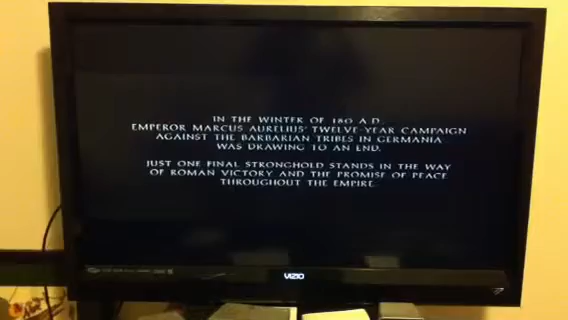 IN THE WINTER OF 180 A.D.
EMPEROR MARCUS AURELIUS' TWELVE-YEAR CAMPAIGN
AGAINST THE BARBARIAN TRIBES IN GERMANIA
WAS DRAWING TO AN END.
JUST ONE FINAL STRONGHOLD STANDS IN THE WAY
OF ROMAN VICTORY AND THE PROMISE OF PEACE
THROUGHOUT THE EMPIRE.
VIZIO